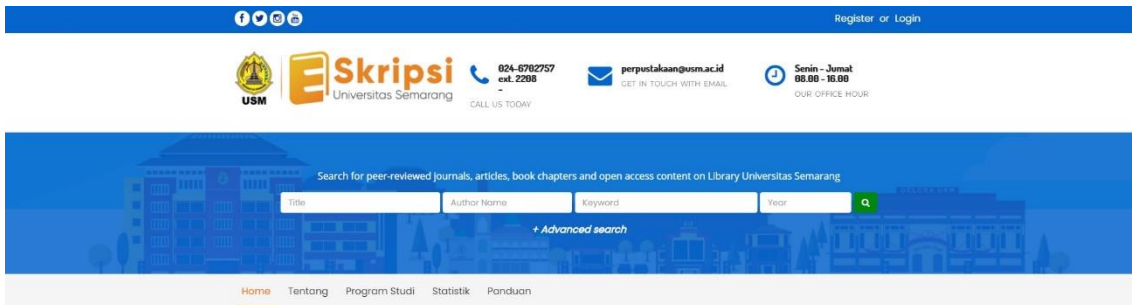 Register or Login
USM
ESkripsi
Universitas Semarang
024-6702757
ext. 2208
-
CALL US TODAY
perpustakaan@usm.ac.id
GET IN TOUCH WITH EMAIL
Senin - Jumat
08.00 - 16.00
OUR OFFICE HOUR
Search for peer-reviewed journals, articles, book chapters and open access content on Library Universitas Semarang
Title Author Name Keyword Year
+ Advanced search
Home Tentang Program Studi Statistik Panduan